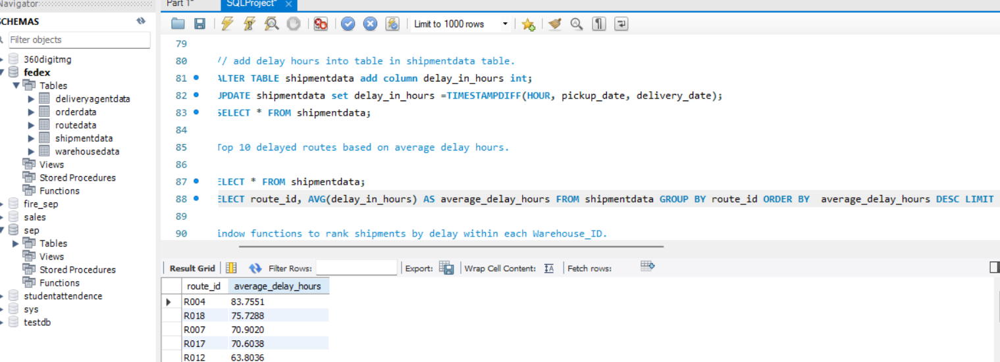 Navigator
Part 1*
SQLProject*
SCHEMAS
Filter objects
360digitmg
fedex
Tables
deliveryagentdata
orderdata
routedata
shipmentdata
warehousedata
Views
Stored Procedures
Functions
fire_sep
sales
sep
Tables
Views
Stored Procedures
Functions
studentattendence
sys
testdb
Limit to 1000 rows
79
80 // add delay hours into table in shipmentdata table.
81 ALTER TABLE shipmentdata add column delay_in_hours int;
82 UPDATE shipmentdata set delay_in_hours =TIMESTAMPDIFF(HOUR, pickup_date, delivery_date);
83 SELECT * FROM shipmentdata;
84
85 Top 10 delayed routes based on average delay hours.
86
87 ELECT * FROM shipmentdata;
88 ELECT route_id, AVG(delay_in_hours) AS average_delay_hours FROM shipmentdata GROUP BY route_id ORDER BY  average_delay_hours DESC LIMIT
89
90 indow functions to rank shipments by delay within each Warehouse_ID.
Result Grid Filter Rows: Export: Wrap Cell Content: Fetch rows:
route_id average_delay_hours
R004 83.7551
R018 75.7288
R007 70.9020
R017 70.6038
R012 63.8036